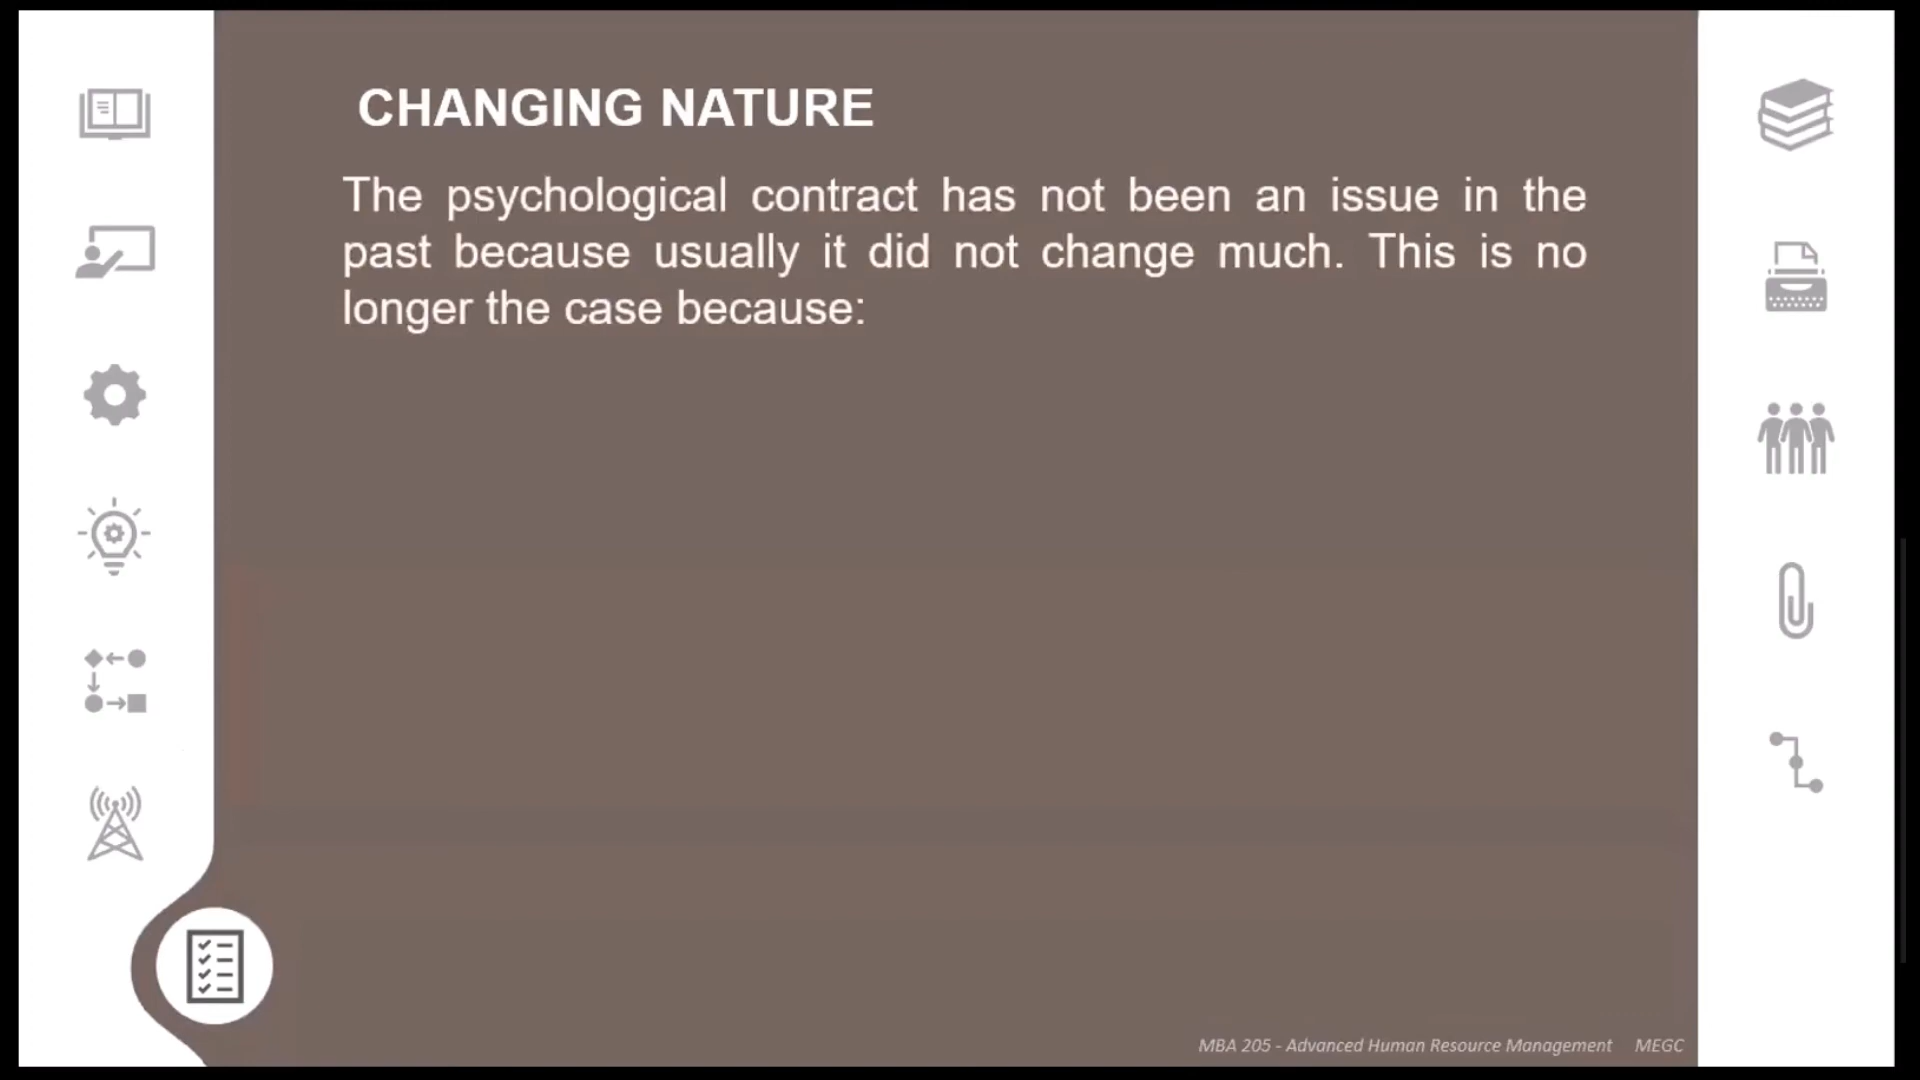 CHANGING NATURE
The psychological contract has not been an issue in the
past because usually it did not change much. This is no
longer the case because:
MBA 205 - Advanced Human Resource Management MEGC